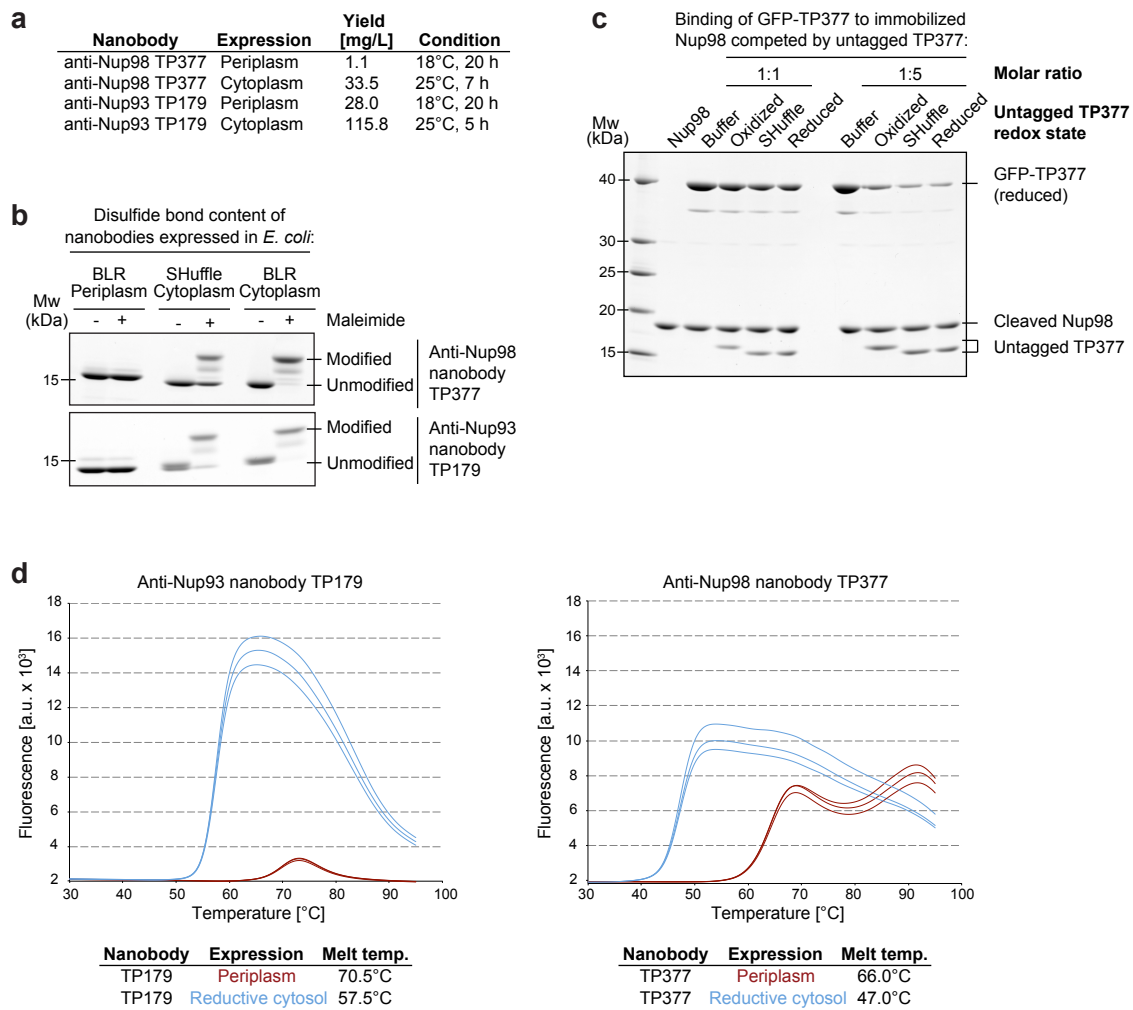 a
Nanobody Expression Yield [mg/L] Condition
anti-Nup98 TP377 Periplasm 1.1 18°C, 20 h
anti-Nup98 TP377 Cytoplasm 33.5 25°C, 7 h
anti-Nup93 TP179 Periplasm 28.0 18°C, 20 h
anti-Nup93 TP179 Cytoplasm 115.8 25°C, 5 h
b
Disulfide bond content of
nanobodies expressed in E. coli:
BLR Periplasm
SHuffle Cytoplasm
BLR Cytoplasm
Mw (kDa)
- + - + - + Maleimide
15
Modified
Unmodified
Anti-Nup98
nanobody
TP377
15
Modified
Unmodified
Anti-Nup93
nanobody
TP179
c
Binding of GFP-TP377 to immobilized
Nup98 competed by untagged TP377:
1:1 1:5 Molar ratio
Mw (kDa)
Nup98 Buffer Oxidized SHuffle Reduced Buffer Oxidized SHuffle Reduced
Untagged TP377
redox state
40
30
25
20
15
GFP-TP377
(reduced)
Cleaved Nup98
Untagged TP377
d
Anti-Nup93 nanobody TP179
Fluorescence [a.u. x 10³]
18
16
14
12
10
8
6
4
2
30 40 50 60 70 80 90 100
Temperature [°C]
Nanobody Expression Melt temp.
TP179 Periplasm 70.5°C
TP179 Reductive cytosol 57.5°C
Anti-Nup98 nanobody TP377
Fluorescence [a.u. x 10³]
18
16
14
12
10
8
6
4
2
30 40 50 60 70 80 90 100
Temperature [°C]
Nanobody Expression Melt temp.
TP377 Periplasm 66.0°C
TP377 Reductive cytosol 47.0°C